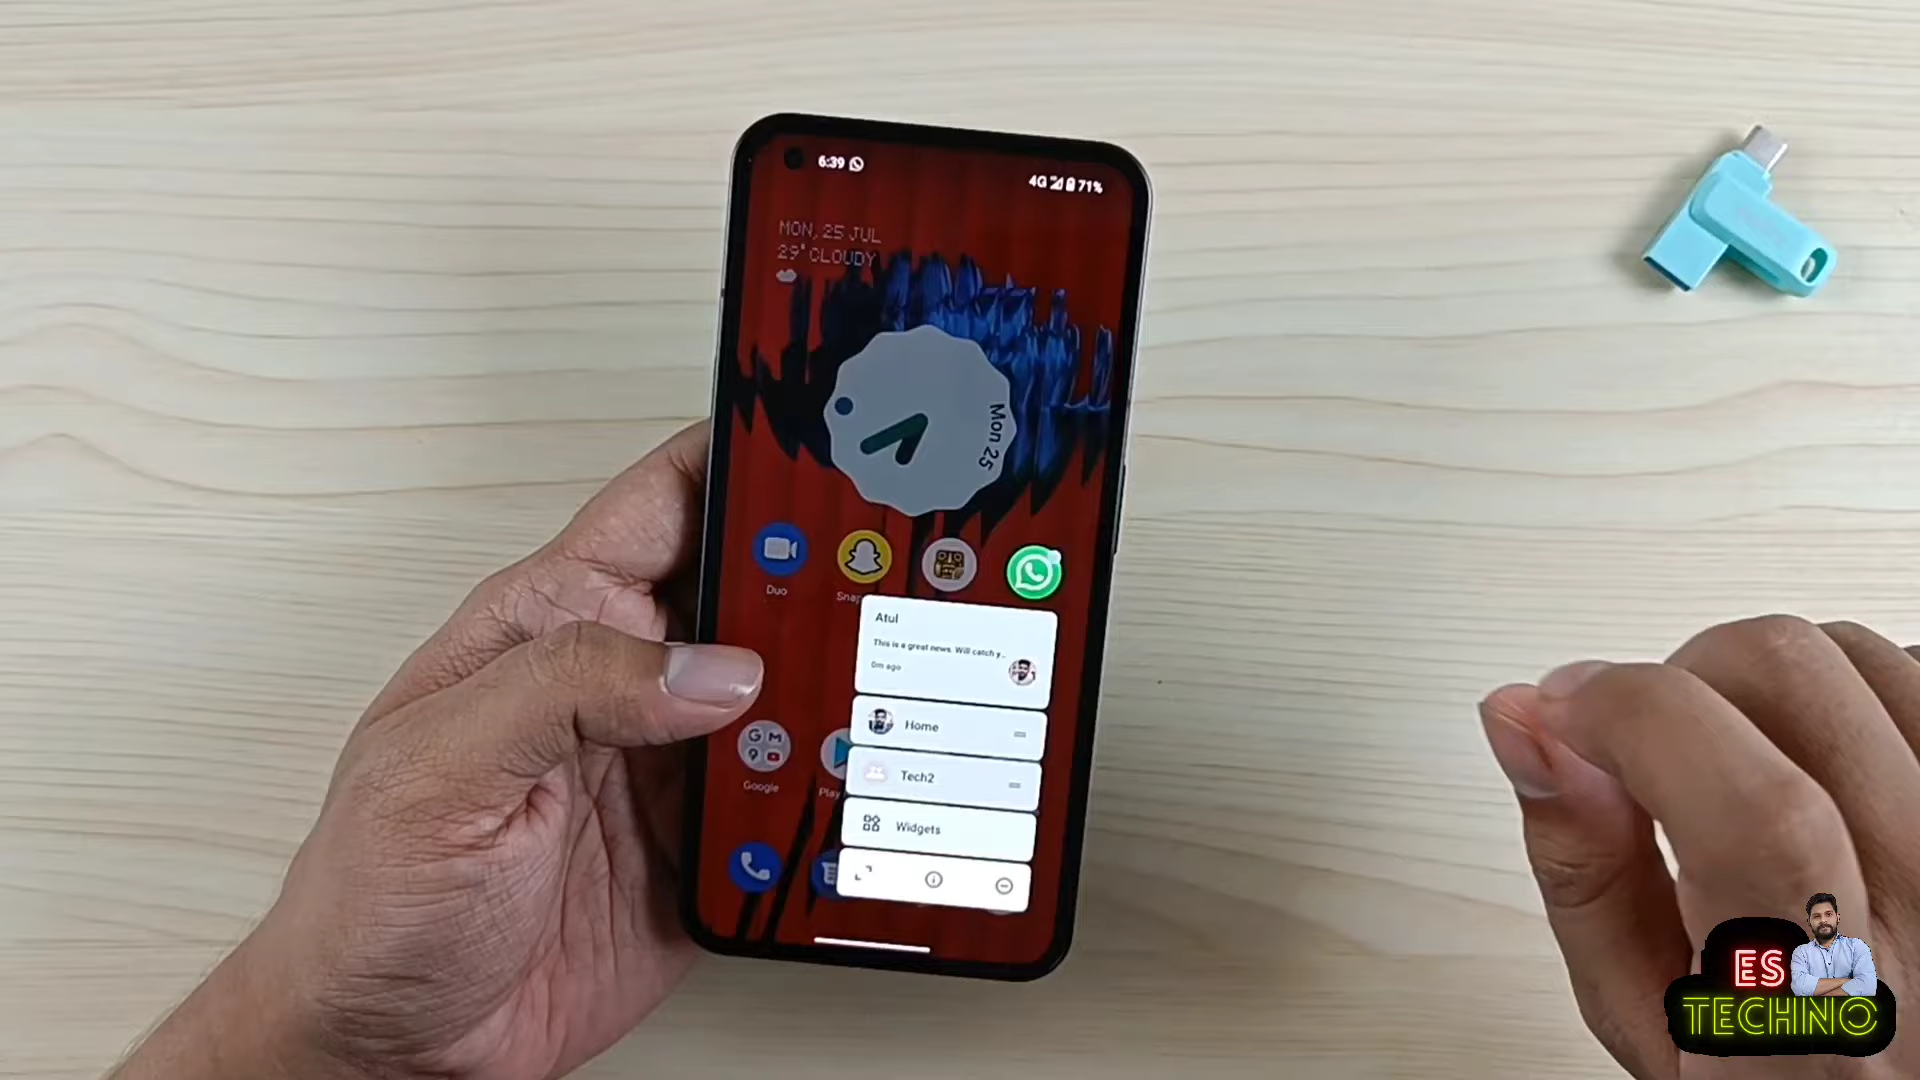 6:39
4G 71%
MON, 25 JUL
29° CLOUDY
Mon 25
Duo
Snap
Atul
This is a great news. Will catch y...
0m ago
Home
Tech2
Google
Play
Widgets
ES
TECHNO